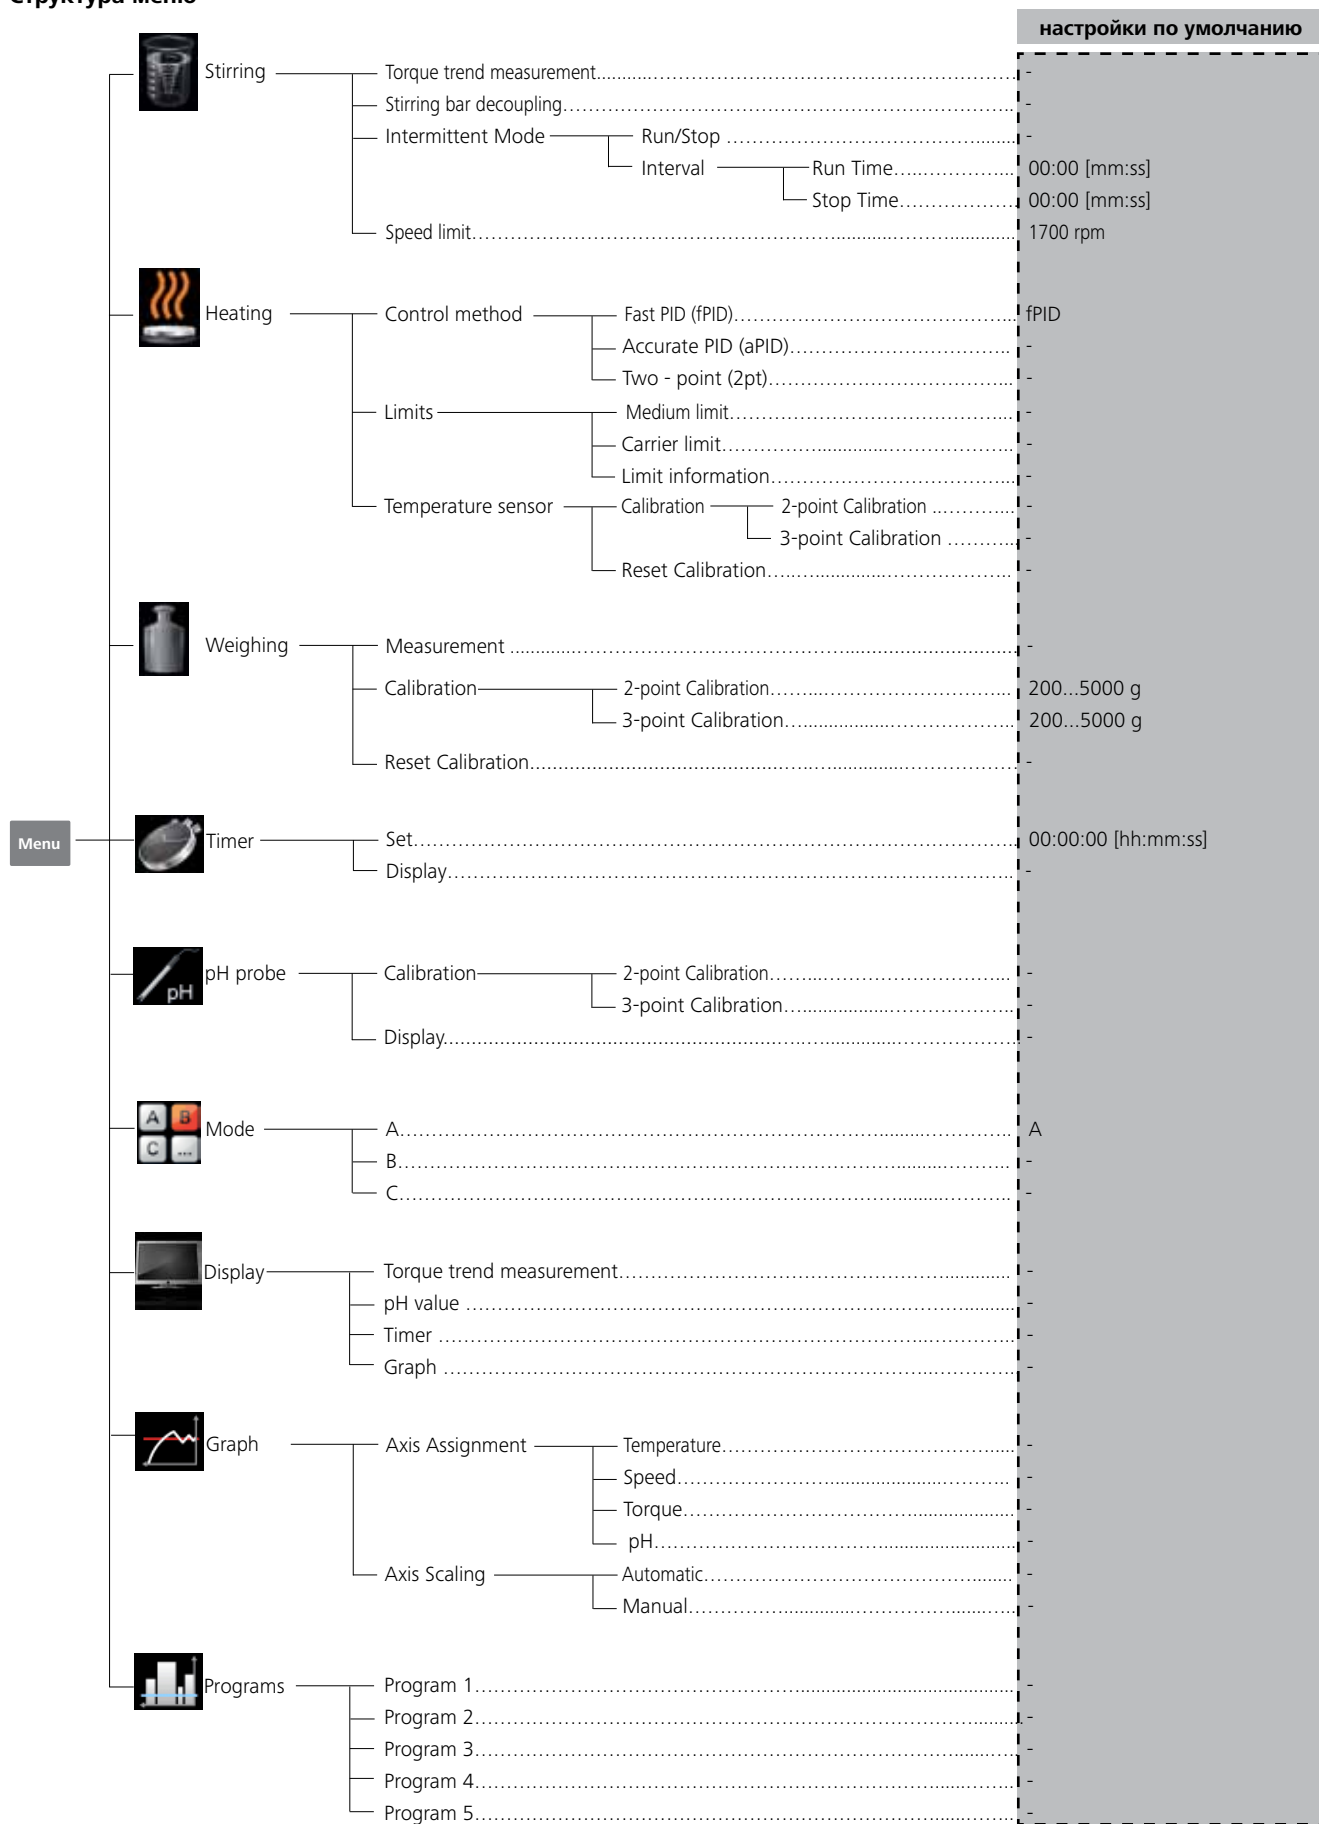 Структура меню
настройки по умолчанию
Stirring Torque trend measurement -
Stirring bar decoupling -
Intermittent Mode Run/Stop -
Interval Run Time 00:00 [mm:ss]
Stop Time 00:00 [mm:ss]
Speed limit 1700 rpm
Heating Control method Fast PID (fPID) fPID
Accurate PID (aPID) -
Two - point (2pt) -
Limits Medium limit -
Carrier limit -
Limit information -
Temperature sensor Calibration 2-point Calibration -
3-point Calibration -
Reset Calibration -
Weighing Measurement -
Calibration 2-point Calibration 200...5000 g
3-point Calibration 200...5000 g
Reset Calibration -
Menu Timer Set 00:00:00 [hh:mm:ss]
Display -
pH pH probe Calibration 2-point Calibration -
3-point Calibration -
Display -
A B Mode A A
C ... B -
C -
Display Torque trend measurement -
pH value -
Timer -
Graph -
Graph Axis Assignment Temperature -
Speed -
Torque -
pH -
Axis Scaling Automatic -
Manual -
Programs Program 1 -
Program 2 -
Program 3 -
Program 4 -
Program 5 -